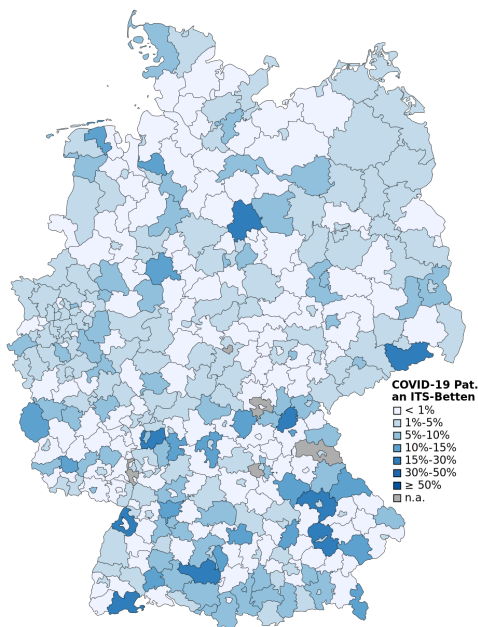 COVID-19 Pat.
an ITS-Betten
< 1%
1%-5%
5%-10%
10%-15%
15%-30%
30%-50%
≥ 50%
n.a.